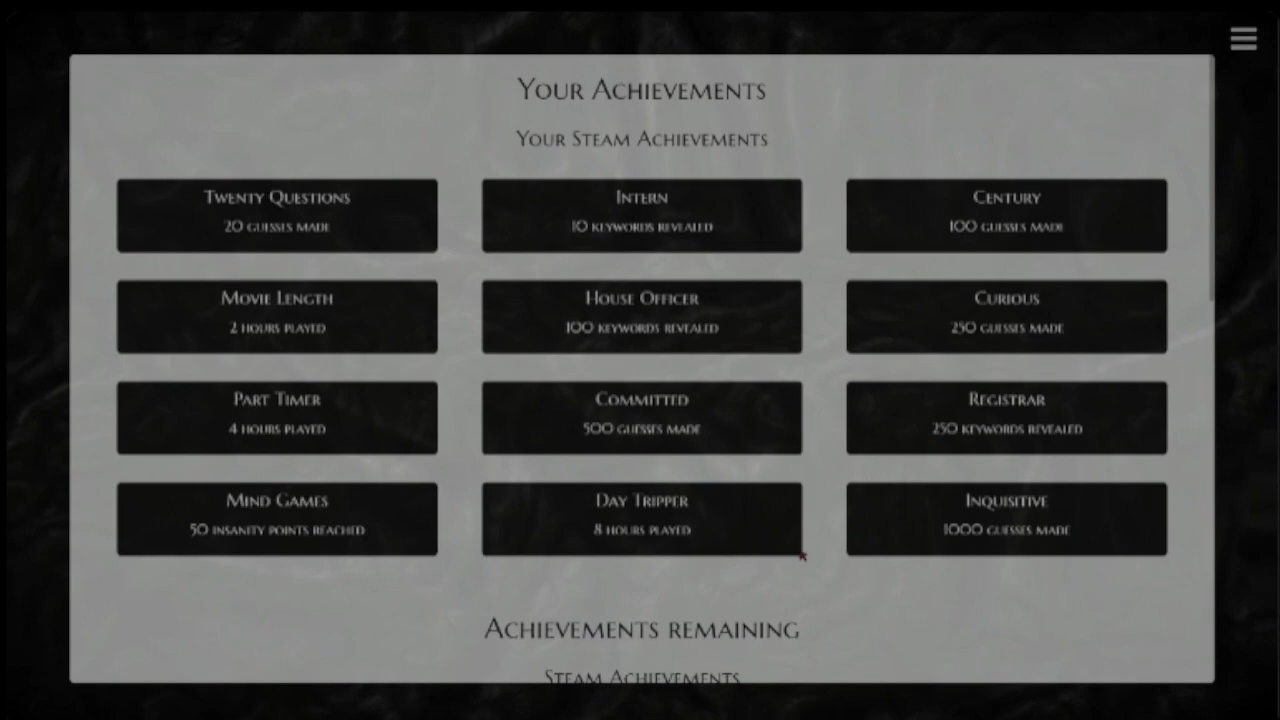 Your Achievements
Your Steam Achievements
Twenty Questions
20 guesses made
Intern
10 keywords revealed
Century
100 guesses made
Movie Length
2 hours played
House Officer
100 keywords revealed
Curious
250 guesses made
Part Timer
4 hours played
Committed
500 guesses made
Registrar
250 keywords revealed
Mind Games
50 insanity points reached
Day Tripper
8 hours played
Inquisitive
1000 guesses made
Achievements remaining
Steam Achievements